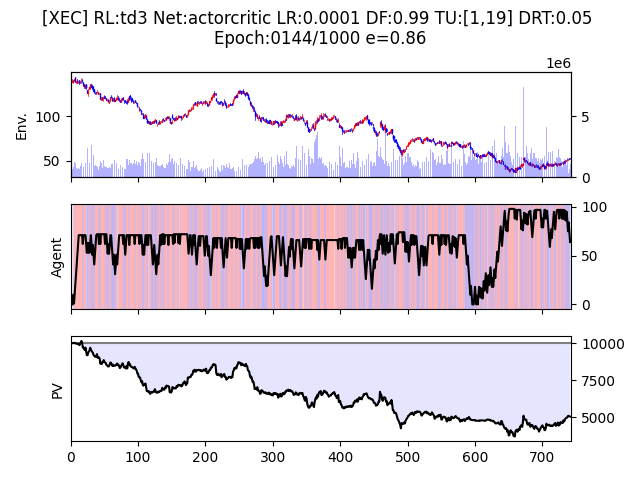 [XEC] RL:td3 Net:actorcritic LR:0.0001 DF:0.99 TU:[1,19] DRT:0.05
Epoch:0144/1000 e=0.86
1e6
Env.
100
50
5
0
Agent
100
50
0
PV
10000
7500
5000
0 100 200 300 400 500 600 700